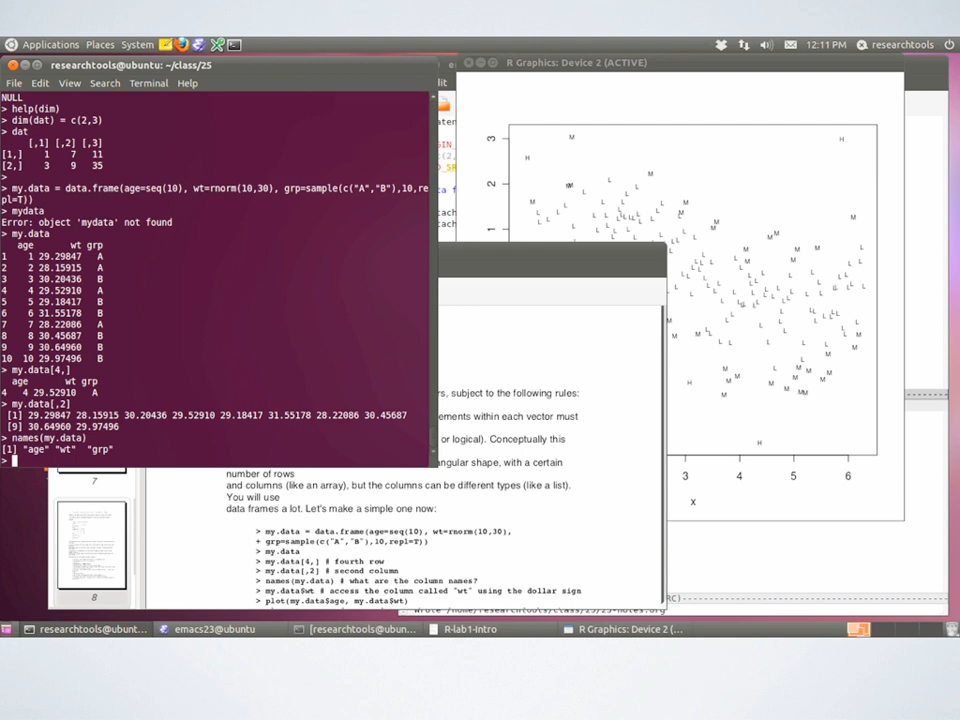 Applications Places System
12:11 PM researchtools
researchtools@ubuntu: ~/class/25
File Edit View Search Terminal Help
NULL
> help(dim)
> dim(dat) = c(2,3)
> dat
[,1] [,2] [,3]
[1,] 1 7 11
[2,] 3 9 35
>
> my.data = data.frame(age=seq(10), wt=rnorm(10,30), grp=sample(c("A","B"),10,re
pl=T))
> mydata
Error: object 'mydata' not found
> my.data
age wt grp
1 1 29.29847 A
2 2 28.15915 A
3 3 30.20436 B
4 4 29.52910 A
5 5 29.18417 B
6 6 31.55178 B
7 7 28.22086 A
8 8 30.45687 B
9 9 30.64960 B
10 10 29.97496 B
> my.data[4,]
age wt grp
4 4 29.52910 A
> my.data[,2]
[1] 29.29847 28.15915 30.20436 29.52910 29.18417 31.55178 28.22086 30.45687
[9] 30.64960 29.97496
> names(my.data)
[1] "age" "wt" "grp"
>
R Graphics: Device 2 (ACTIVE)
3
2
1
3 4 5 6
x
rs, subject to the following rules:
ements within each vector must
or logical). Conceptually this
angular shape, with a certain
number of rows
and columns (like an array), but the columns can be different types (like a list).
You will use
data frames a lot. Let's make a simple one now:
> my.data = data.frame(age=seq(10), wt=rnorm(10,30),
+ grp=sample(c("A","B"),10,repl=T))
> my.data
> my.data[4,] # fourth row
> my.data[,2] # second column
> names(my.data) # what are the column names?
> my.data$wt # access the column called "wt" using the dollar sign
> plot(my.data$age, my.data$wt)
7
8
researchtools@ubunt... emacs23@ubuntu [researchtools@ubun... R-lab1-Intro R Graphics: Device 2 (...